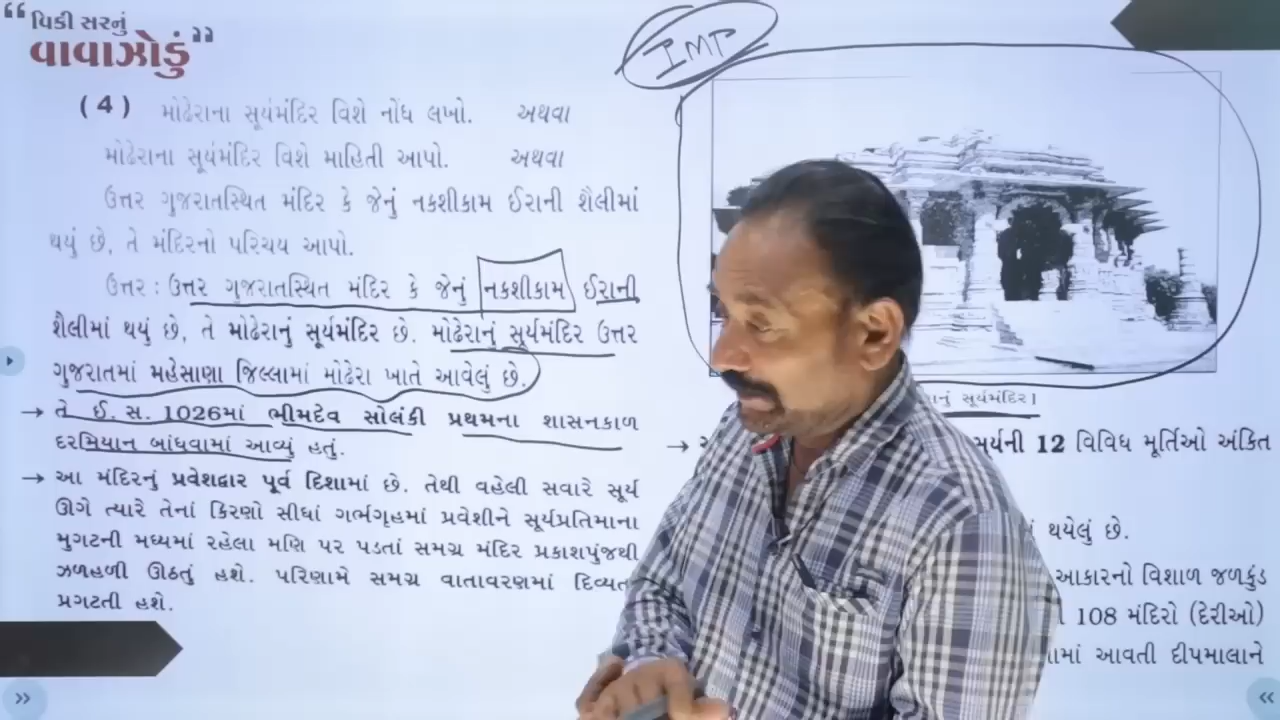 “ વિકી સરનું
વાવાઝોડું ”
IMP
(4) મોઢેરાના સૂર્યમંદિર વિશે નોંધ લખો. અથવા
મોઢેરાના સૂર્યમંદિર વિશે માહિતી આપો. અથવા
ઉત્તર ગુજરાતસ્થિત મંદિર કે જેનું નકશીકામ ઈરાની શૈલીમાં
થયું છે, તે મંદિરનો પરિચય આપો.
ઉત્તર : ઉત્તર ગુજરાતસ્થિત મંદિર કે જેનું નકશીકામ ઈરાની
શૈલીમાં થયું છે, તે મોઢેરાનું સૂર્યમંદિર છે. મોઢેરાનું સૂર્યમંદિર ઉત્તર
ગુજરાતમાં મહેસાણા જિલ્લામાં મોઢેરા ખાતે આવેલું છે.
→ તે ઈ. સ. 1026માં ભીમદેવ સોલંકી પ્રથમના શાસનકાળ
દરમિયાન બાંધવામાં આવ્યું હતું.
→ આ મંદિરનું પ્રવેશદ્વાર પૂર્વ દિશામાં છે. તેથી વહેલી સવારે સૂર્ય
ઊગે ત્યારે તેનાં કિરણો સીધાં ગર્ભગૃહમાં પ્રવેશીને સૂર્યપ્રતિમાના
મુગટની મધ્યમાં રહેલા મણિ પર પડતાં સમગ્ર મંદિર પ્રકાશપુંજથી
ઝળહળી ઊઠતું હશે. પરિણામે સમગ્ર વાતાવરણમાં
પ્રગટતી હશે.
સૂર્યમંદિર]
→ સૂર્યની 12 વિવિધ મૂર્તિઓ અંકિત
થયેલું છે.
આકારનો વિશાળ જળકુંડ
108 મંદિરો (દેરીઓ)
આવતી દીપમાલાને